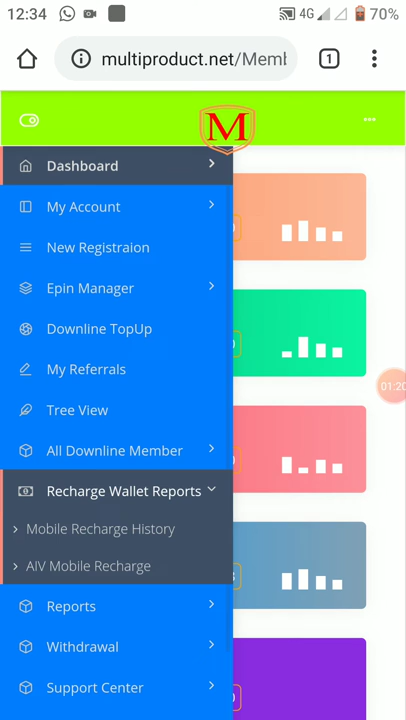 12:34 4G 70%
multiproduct.net/Memb 1
M
Dashboard
My Account
New Registraion
Epin Manager
Downline TopUp
My Referrals
Tree View
01:20
All Downline Member
Recharge Wallet Reports
Mobile Recharge History
AIV Mobile Recharge
Reports
Withdrawal
Support Center